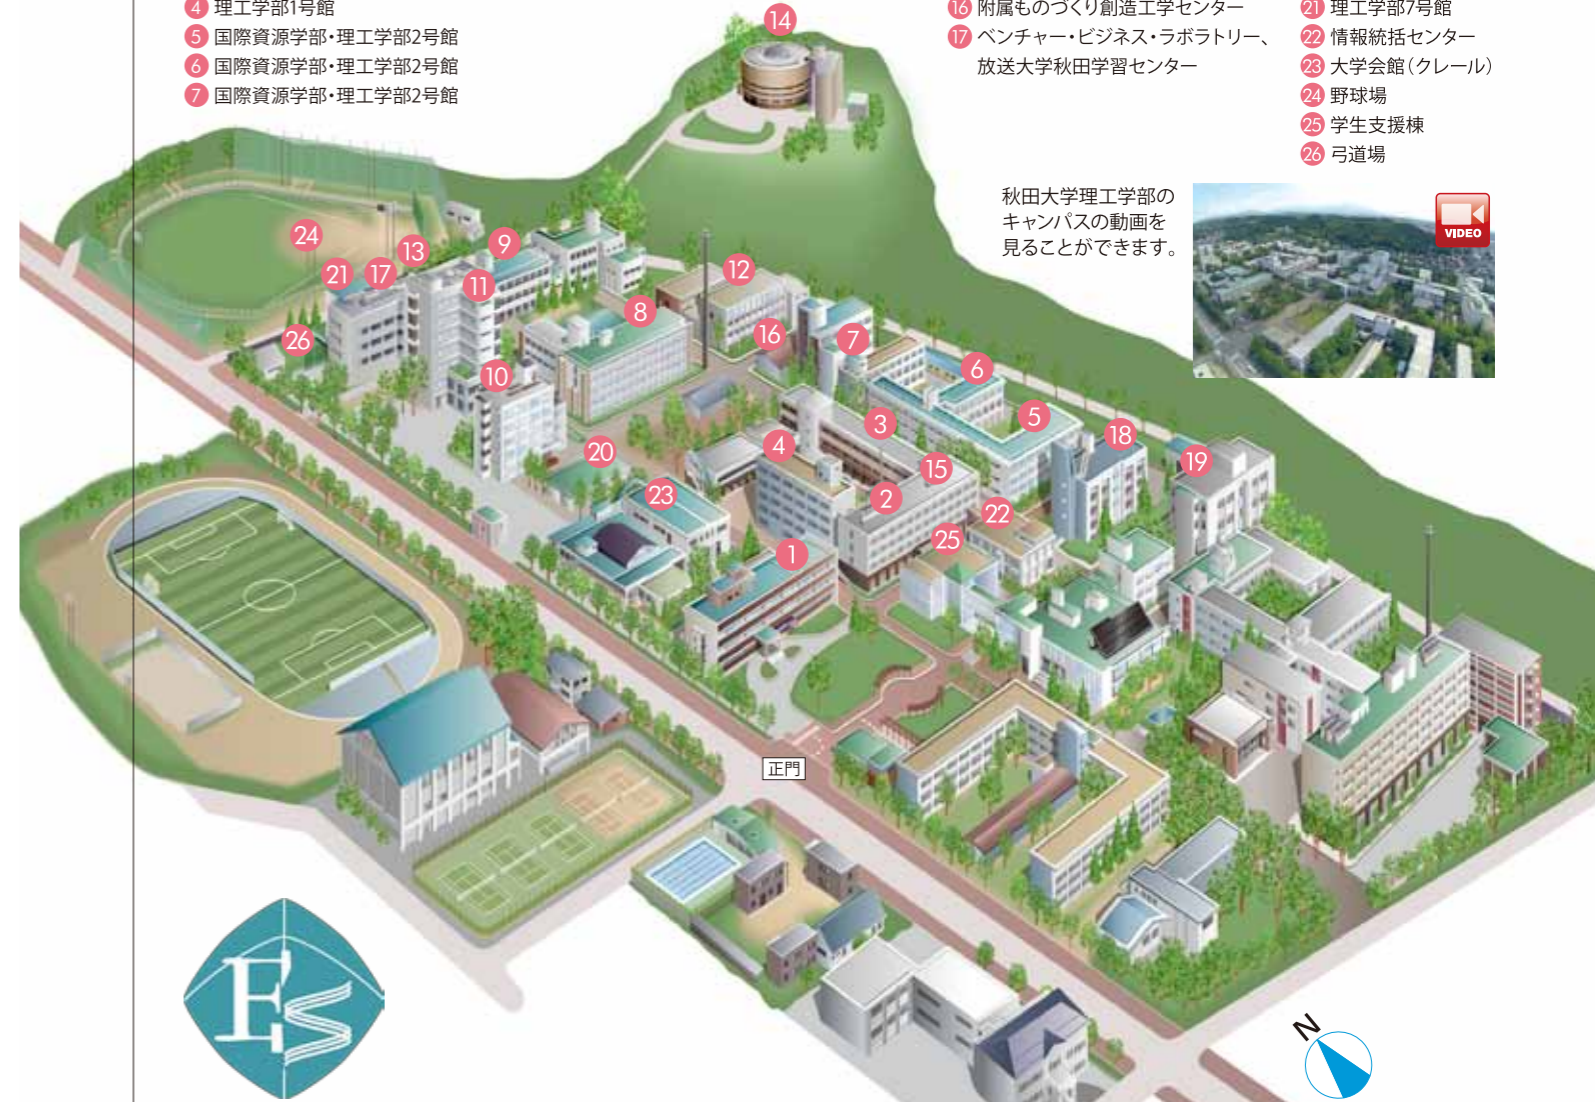 4 理工学部1号館
5 国際資源学部・理工学部2号館
6 国際資源学部・理工学部2号館
7 国際資源学部・理工学部2号館
16 附属ものづくり創造工学センター
17 ベンチャー・ビジネス・ラボラトリー、
放送大学秋田学習センター
21 理工学部7号館
22 情報統括センター
23 大学会館(クレール)
24 野球場
25 学生支援棟
26 弓道場
秋田大学理工学部の
キャンパスの動画を
見ることができます。
VIDEO
14
24
13
9
21
17
11
12
8
26
16
7
10
6
3
5
4
18
20
15
19
23
2
22
1
25
正門
ES
N